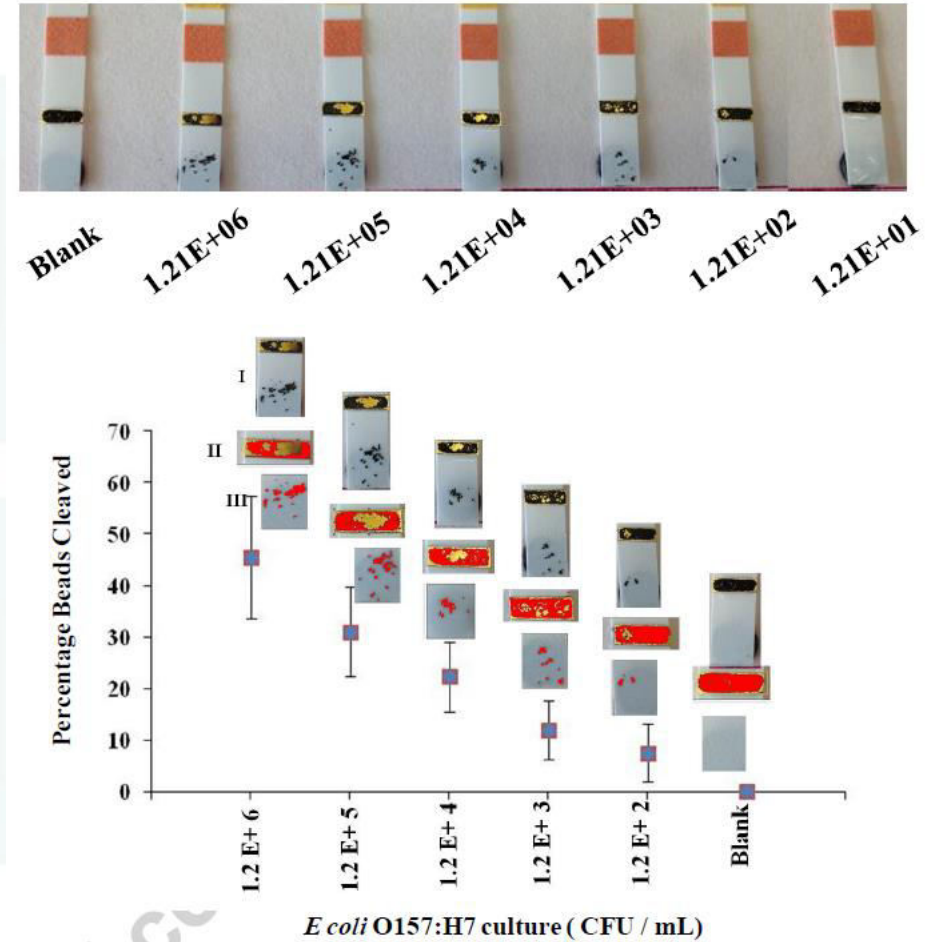 Blank
1.21E+06
1.21E+05
1.21E+04
1.21E+03
1.21E+02
1.21E+01
I
II
III
Percentage Beads Cleaved
70
60
50
40
30
20
10
0
1.2 E+ 6
1.2 E+ 5
1.2 E+ 4
1.2 E+ 3
1.2 E+ 2
Blank
E coli O157:H7 culture ( CFU / mL)